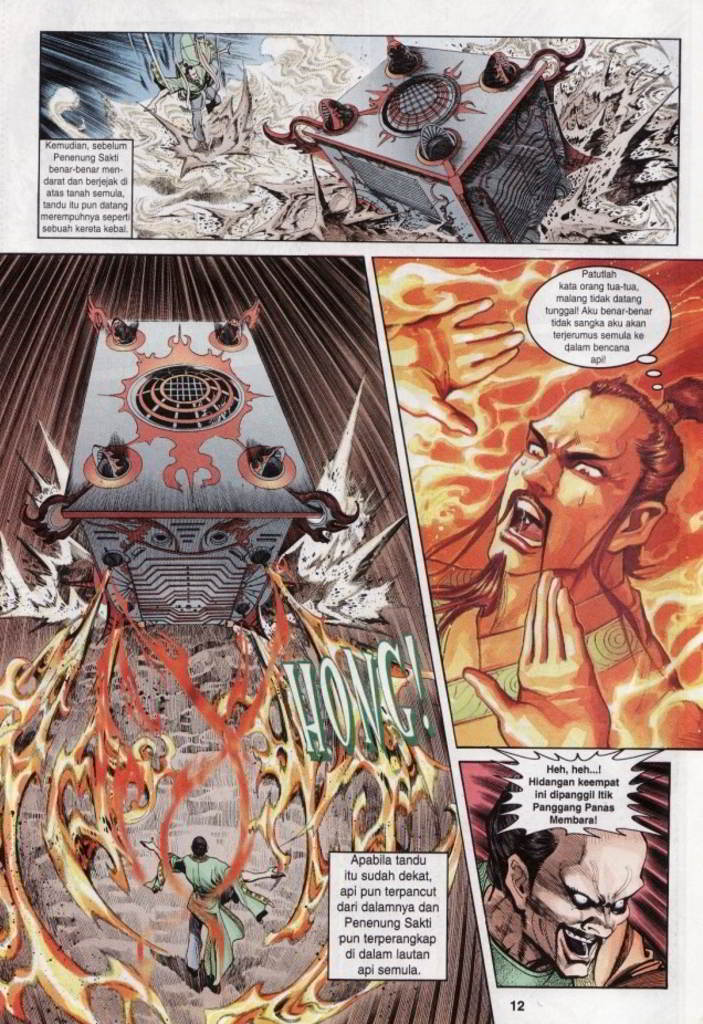 Kemudian, sebelum
Penenung Sakti
benar-benar men-
darat dan berjejak di
atas tanah semula,
tandu itu pun datang
merempuhnya seperti
sebuah kereta kebal.
Patutlah
kata orang tua-tua,
malang tidak datang
tunggal! Aku benar-benar
tidak sangka aku akan
terjerumus semula ke
dalam bencana
api!
HONG!
Apabila tandu
itu sudah dekat,
api pun terpancut
dari dalamnya dan
Penenung Sakti
pun terperangkap
di dalam lautan
api semula.
Heh, heh...!
Hidangan keempat
ini dipanggil Itik
Panggang Panas
Membara!
12